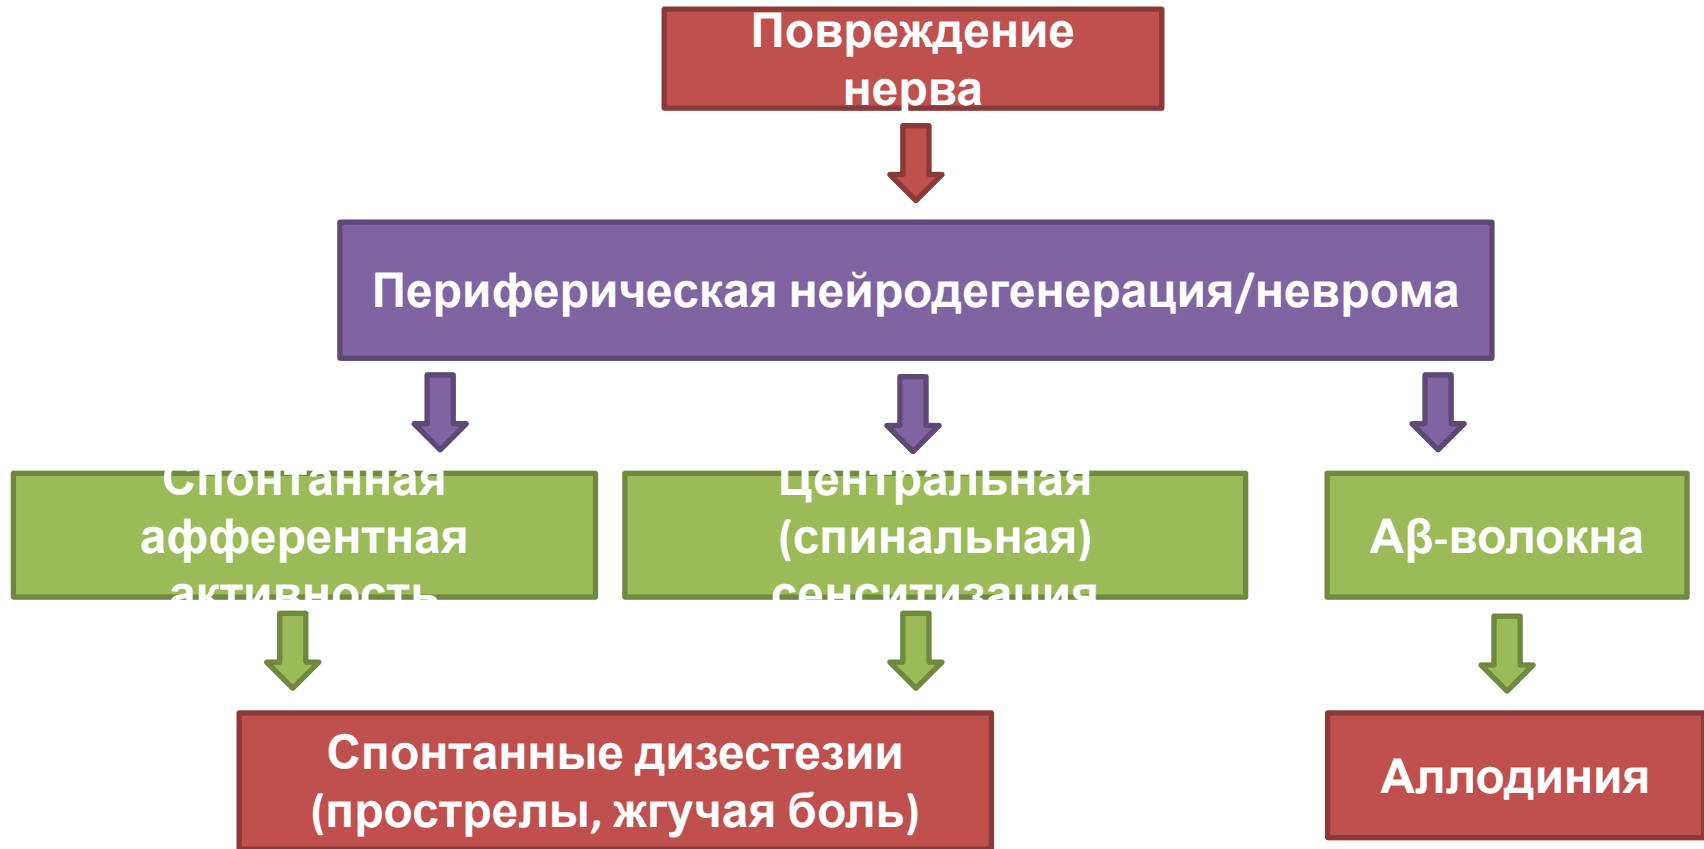 Повреждение
нерва
Периферическая нейродегенерация/неврома
Спонтанная
афферентная
активность
Центральная
(спинальная)
сенситизация
Aβ-волокна
Спонтанные дизестезии
(прострелы, жгучая боль)
Аллодиния